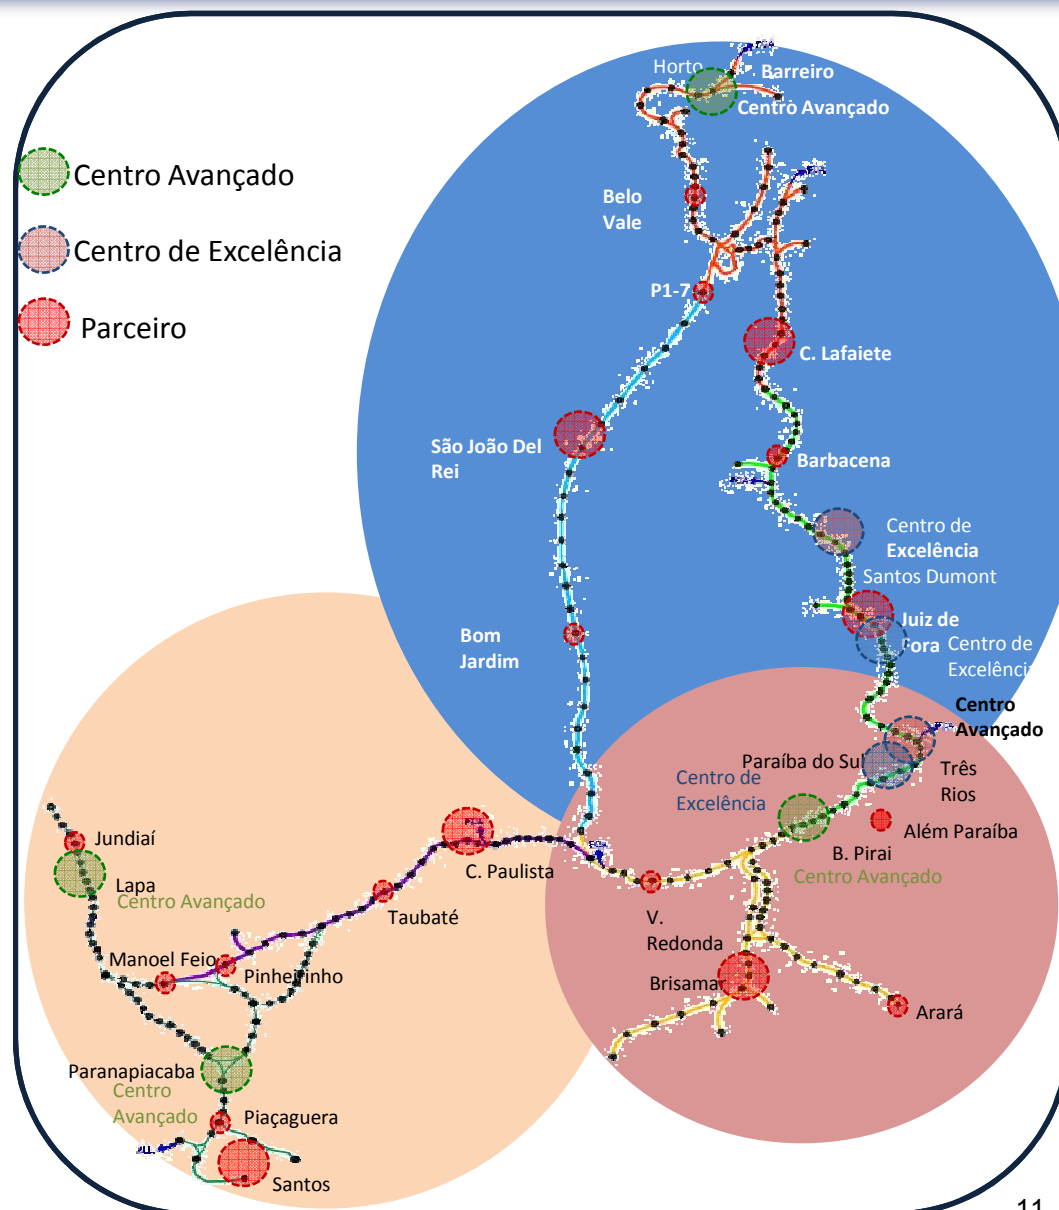 Centro Avançado
Centro de Excelência
Parceiro
Horto
Barreiro
Centro Avançado
Belo
Vale
P1-7
C. Lafaiete
São João Del
Rei
Barbacena
Centro de
Excelência
Santos Dumont
Juiz de
Fora
Centro de
Excelência
Bom
Jardim
Centro
Avançado
Paraíba do Sul
Três
Rios
Centro de
Excelência
Além Paraíba
B. Pirai
Centro Avançado
Jundiaí
Lapa
Centro Avançado
C. Paulista
Taubaté
V.
Redonda
Manoel Feio
Pinheirinho
Brisamar
Arará
Paranapiacaba
Centro
Avançado
Piaçaguera
Santos
11